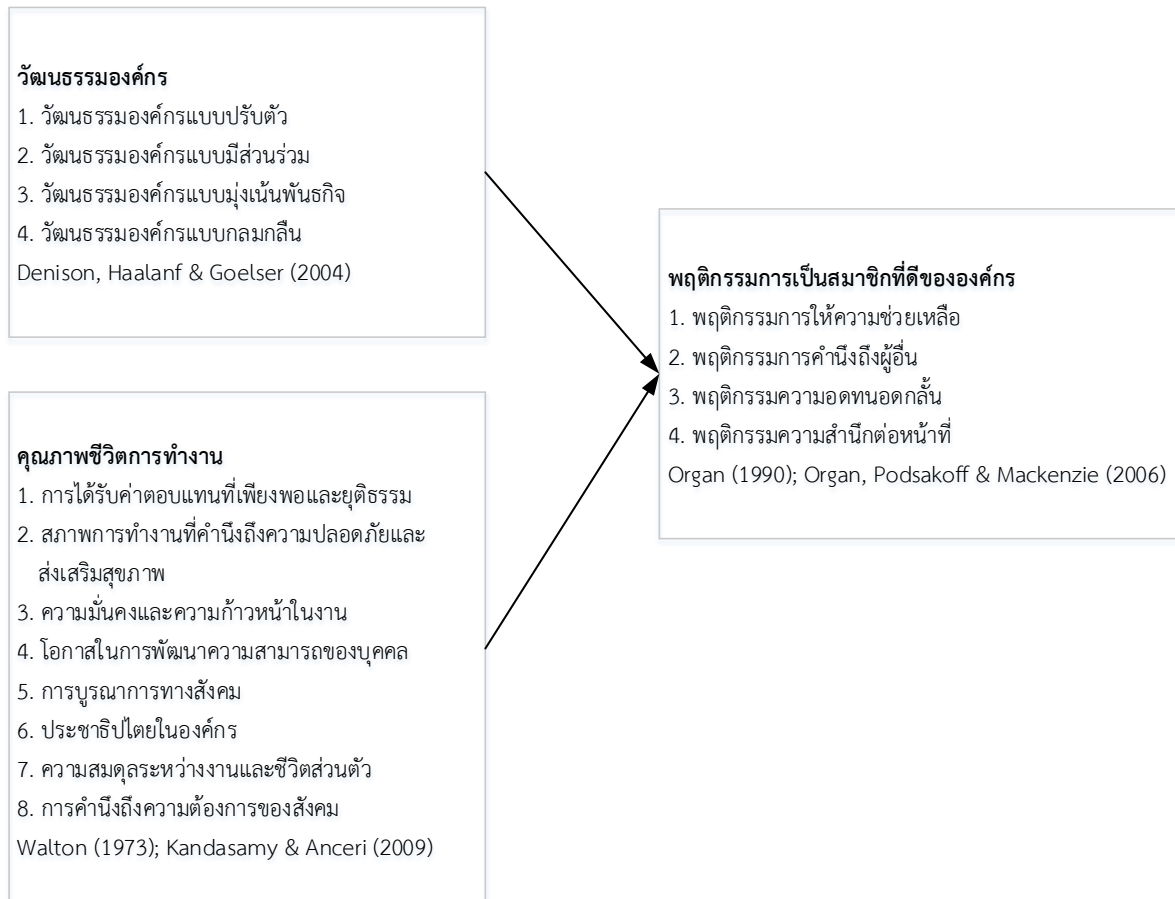 วัฒนธรรมองค์กร
1. วัฒนธรรมองค์กรแบบปรับตัว
2. วัฒนธรรมองค์กรแบบมีส่วนร่วม
3. วัฒนธรรมองค์กรแบบมุ่งเน้นพันธกิจ
4. วัฒนธรรมองค์กรแบบกลมกลืน
Denison, Haalanf & Goelser (2004)
คุณภาพชีวิตการทำงาน
1. การได้รับค่าตอบแทนที่เพียงพอและยุติธรรม
2. สภาพการทำงานที่คำนึงถึงความปลอดภัยและ
ส่งเสริมสุขภาพ
3. ความมั่นคงและความก้าวหน้าในงาน
4. โอกาสในการพัฒนาความสามารถของบุคคล
5. การบูรณาการทางสังคม
6. ประชาธิปไตยในองค์กร
7. ความสมดุลระหว่างงานและชีวิตส่วนตัว
8. การคำนึงถึงความต้องการของสังคม
Walton (1973); Kandasamy & Anceri (2009)
พฤติกรรมการเป็นสมาชิกที่ดีขององค์กร
1. พฤติกรรมการให้ความช่วยเหลือ
2. พฤติกรรมการคำนึงถึงผู้อื่น
3. พฤติกรรมความอดทนอดกลั้น
4. พฤติกรรมความสำนึกต่อหน้าที่
Organ (1990); Organ, Podsakoff & Mackenzie (2006)